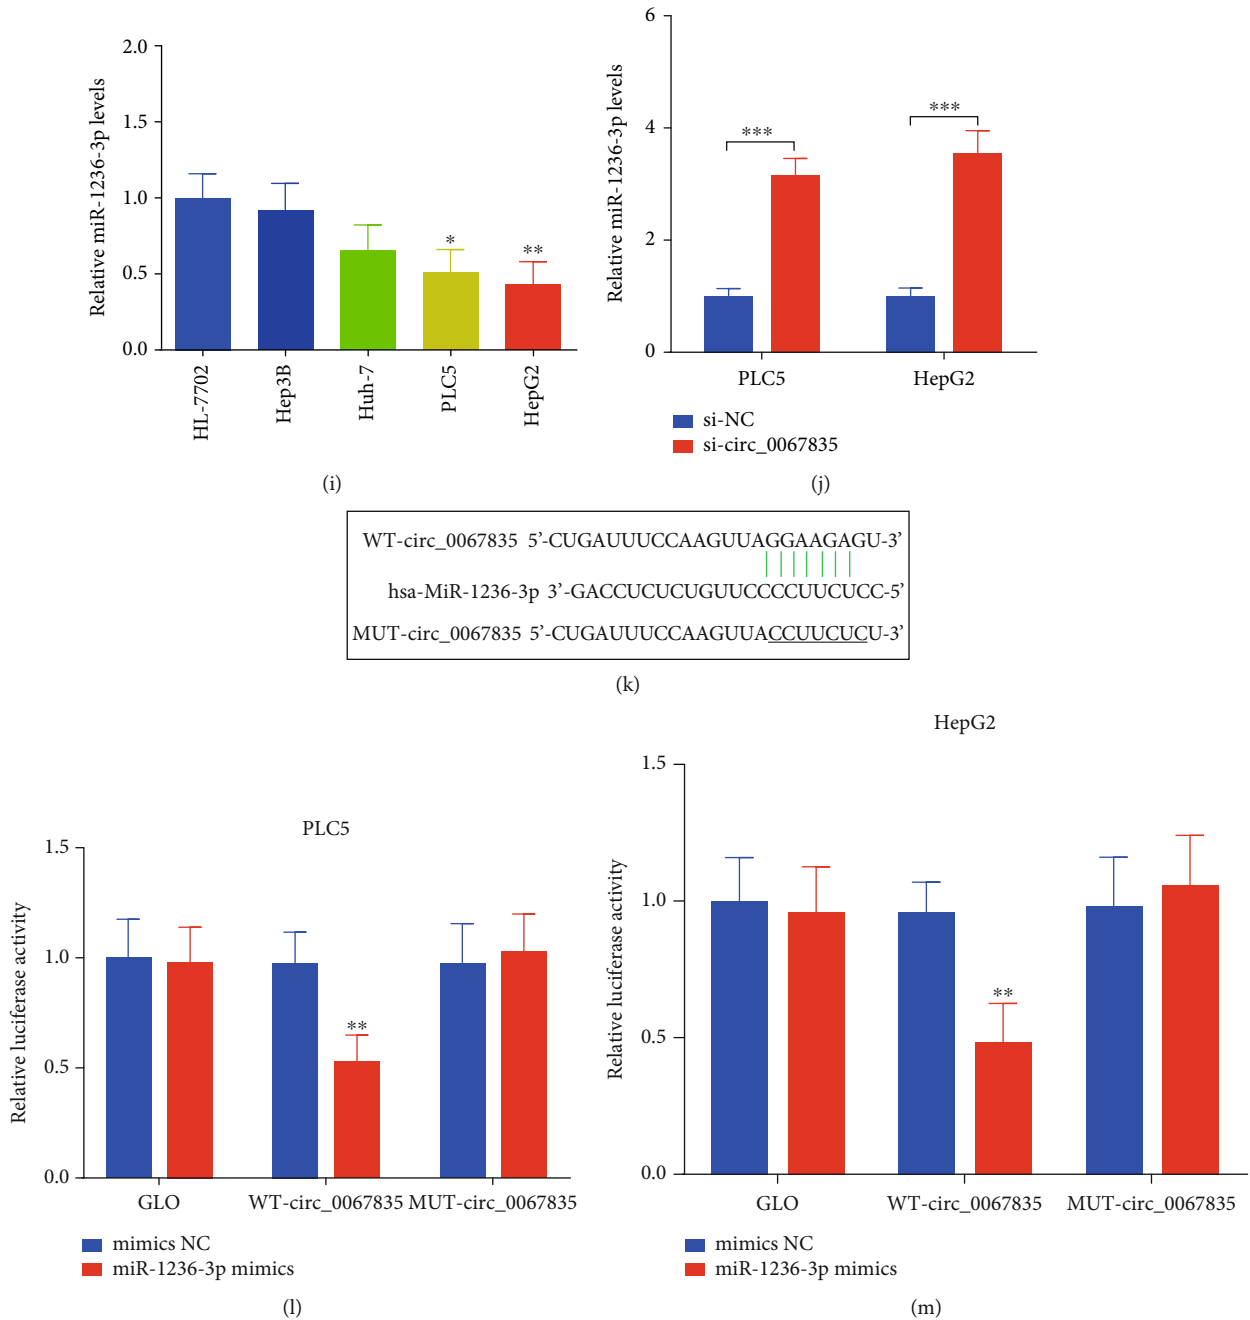 Relative miR-1236-3p levels
2.0
1.5
1.0
0.5
0.0
*
**
HL-7702
Hep3B
Huh-7
PLC5
HepG2
(i)
Relative miR-1236-3p levels
6
4
2
0
***
***
PLC5 HepG2
si-NC
si-circ_0067835
(j)
WT-circ_0067835 5'-CUGAUUUCCAAGUUAGGAAGAGU-3'
hsa-MiR-1236-3p 3'-GACCUCUCUGUUCCCCUUCUCC-5'
MUT-circ_0067835 5'-CUGAUUUCCAAGUUACCUUCUCU-3'
(k)
PLC5
Relative luciferase activity
1.5
1.0
0.5
0.0
**
GLO WT-circ_0067835 MUT-circ_0067835
mimics NC
miR-1236-3p mimics
(l)
HepG2
Relative luciferase activity
1.5
1.0
0.5
0.0
**
GLO WT-circ_0067835 MUT-circ_0067835
mimics NC
miR-1236-3p mimics
(m)